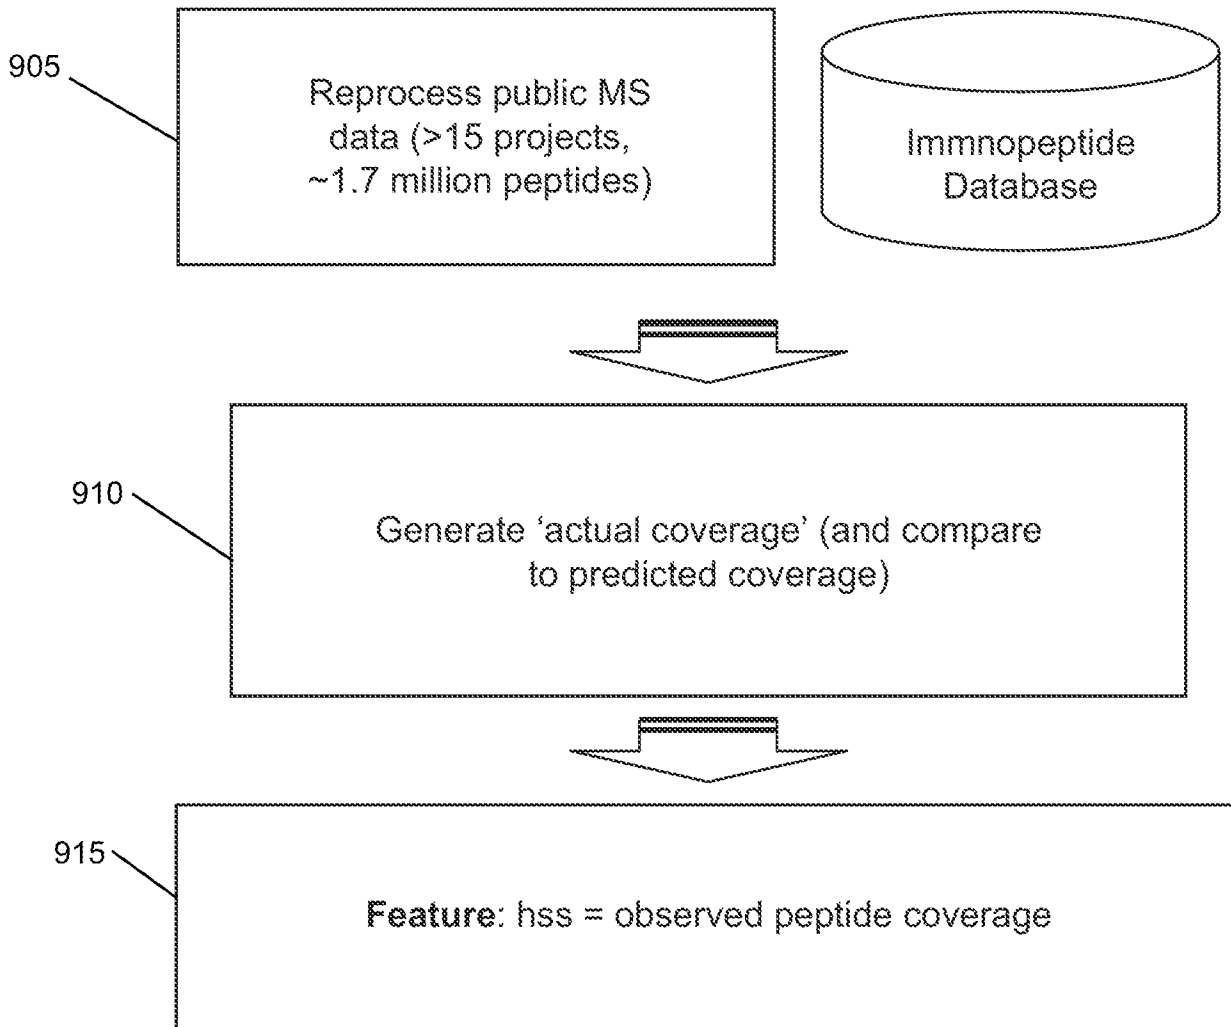 905
Reprocess public MS
data (>15 projects,
~1.7 million peptides)
Immnopeptide
Database
910
Generate ‘actual coverage’ (and compare
to predicted coverage)
915
Feature: hss = observed peptide coverage